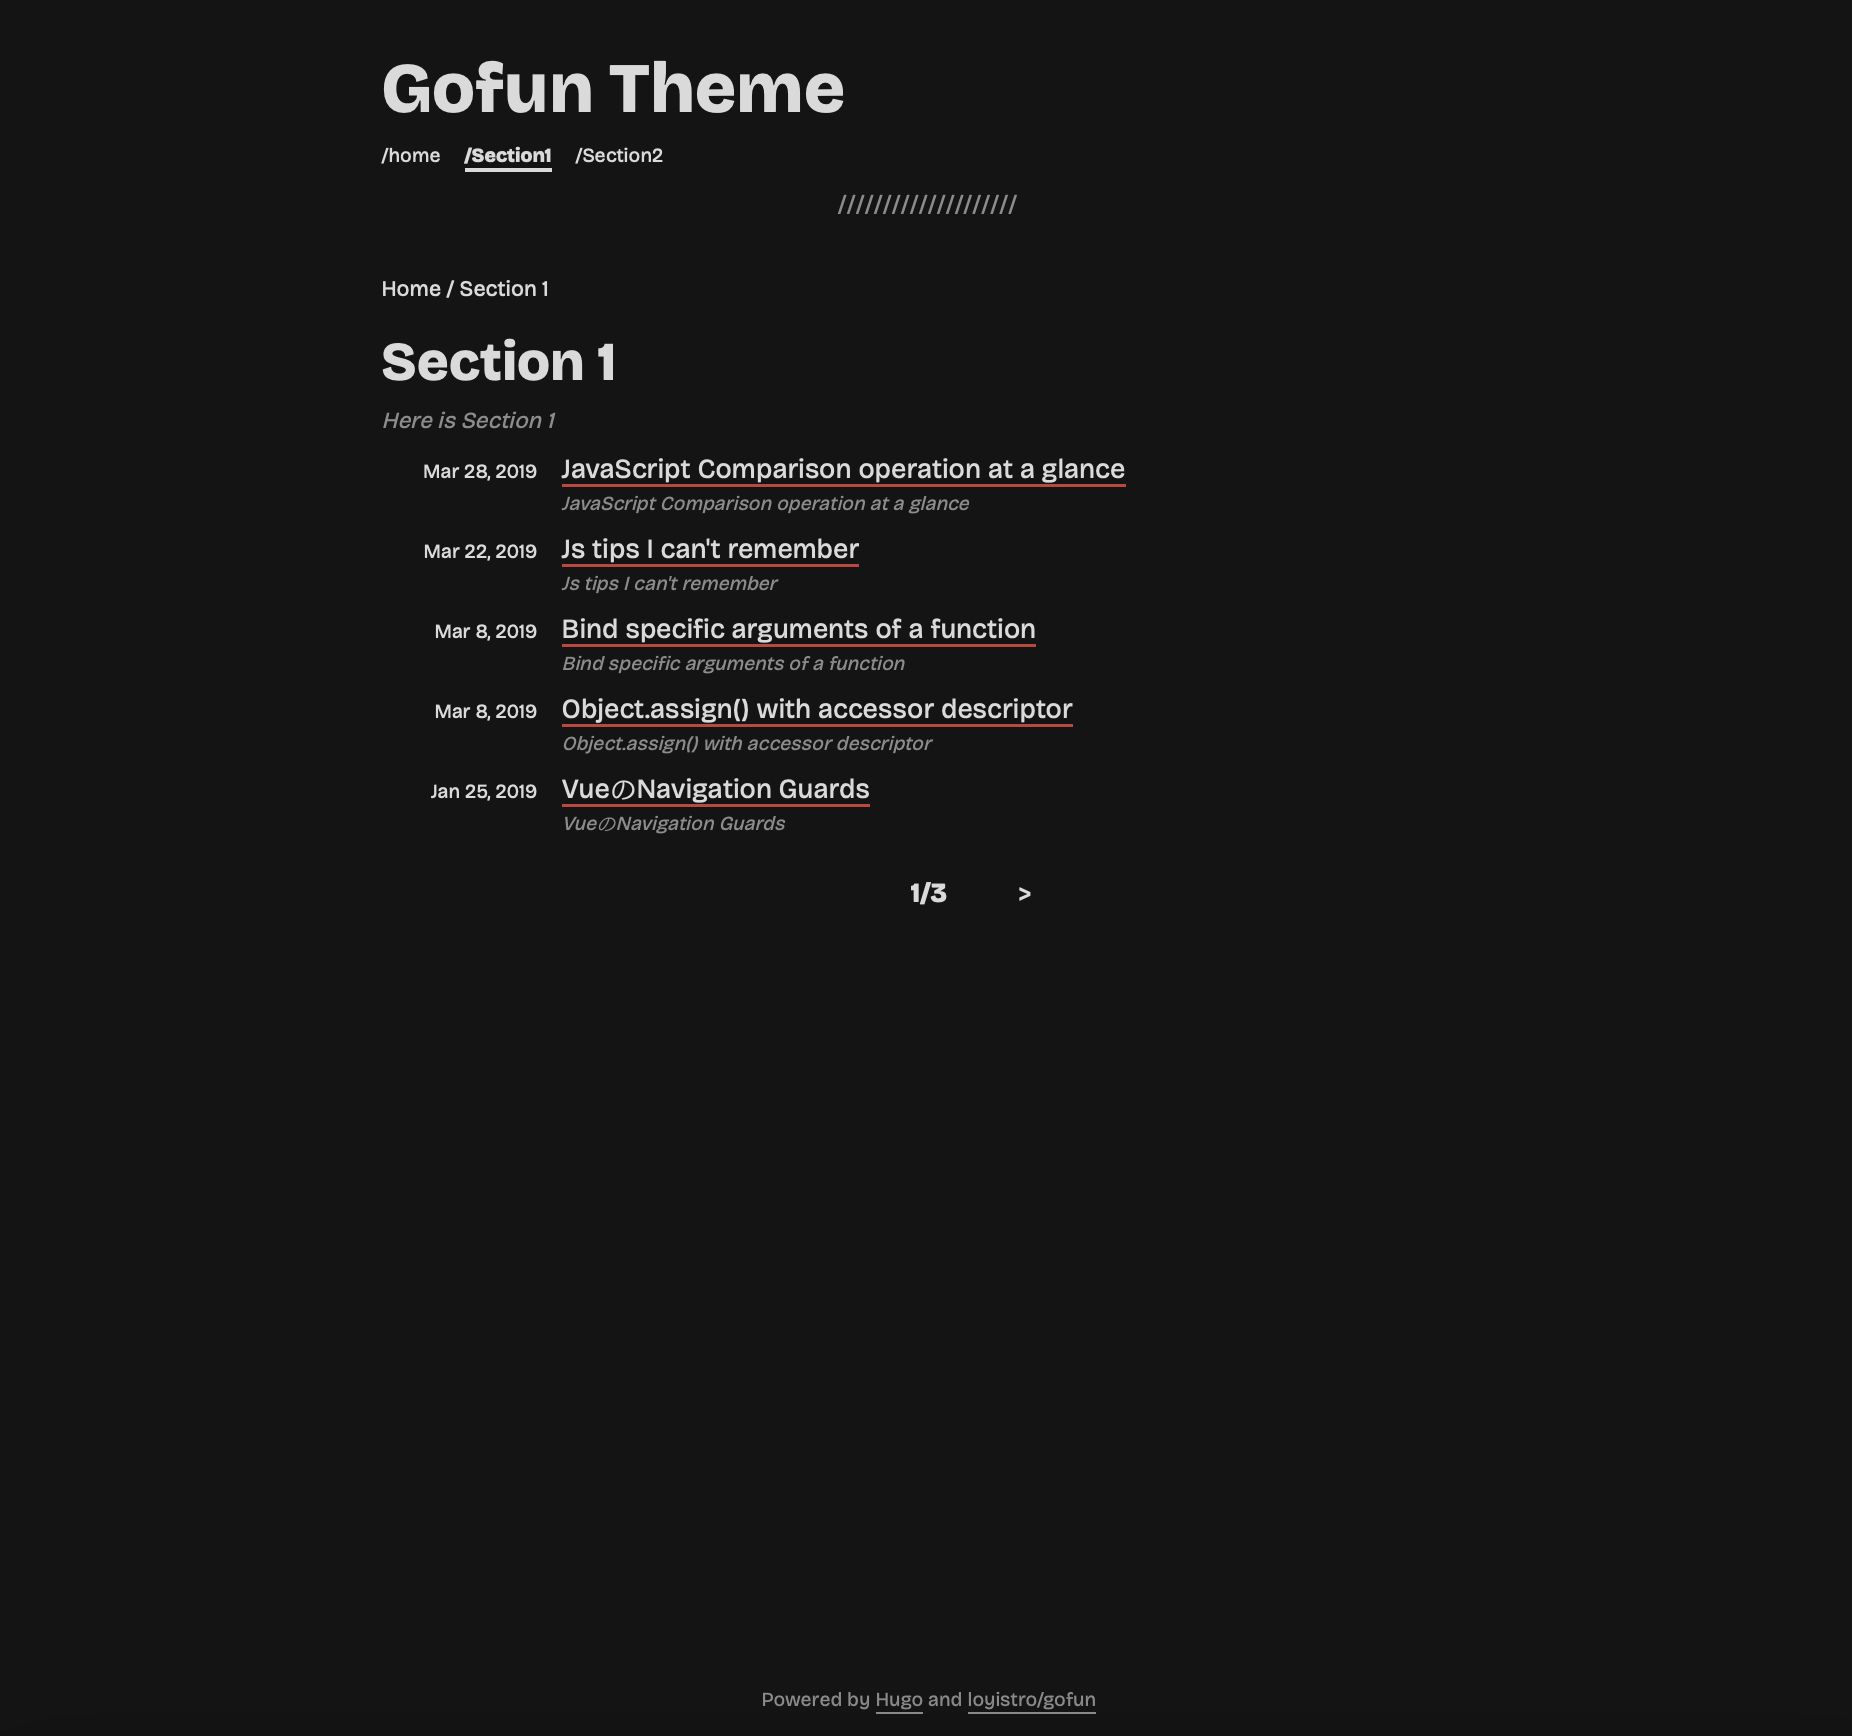 Gofun Theme
/home /Section1 /Section2
////////////////////
Home / Section 1
Section 1
Here is Section 1
Mar 28, 2019 JavaScript Comparison operation at a glance
JavaScript Comparison operation at a glance
Mar 22, 2019 Js tips I can't remember
Js tips I can't remember
Mar 8, 2019 Bind specific arguments of a function
Bind specific arguments of a function
Mar 8, 2019 Object.assign() with accessor descriptor
Object.assign() with accessor descriptor
Jan 25, 2019 VueのNavigation Guards
VueのNavigation Guards
1/3 >
Powered by Hugo and loyistro/gofun